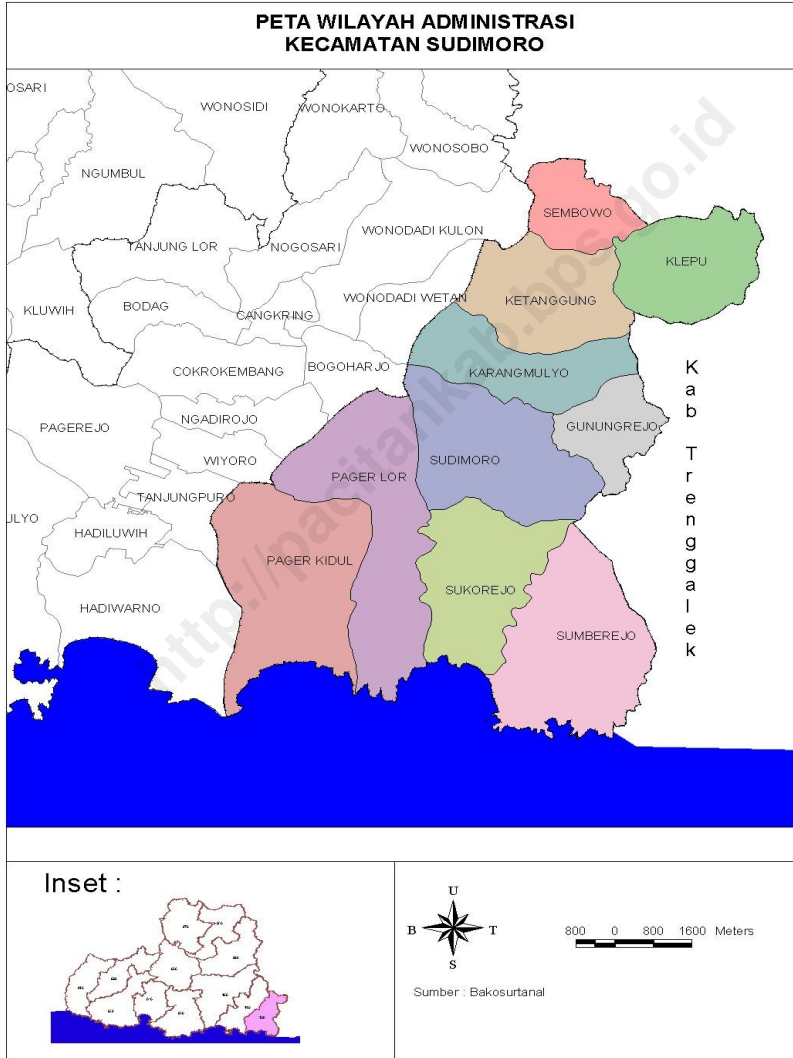 PETA WILAYAH ADMINISTRASI
KECAMATAN SUDIMORO
OSARI
WONOSIDI
WONOKARTO
WONOSOBO
NGUMBUL
SEMBOWO
TANJUNG LOR
NOGOSARI
WONODADI KULON
KLEPU
KLUWIH
BODAG
CANGKRING
WONODADI WETAN
KETANGGUNG
COKROKEMBANG
BOGOHARJO
KARANGMULYO
PAGEREJO
NGADIROJO
GUNUNGREJO
WIYORO
PAGER LOR
SUDIMORO
TANJUNGPURO
ULYO
HADILUWIH
PAGER KIDUL
SUKOREJO
HADIWARNO
SUMBEREJO
Kab Trenggalek
http://pacitankab.bps.go.id
Inset :
U
B
T
S
800 0 800 1600 Meters
Sumber : Bakosurtanal